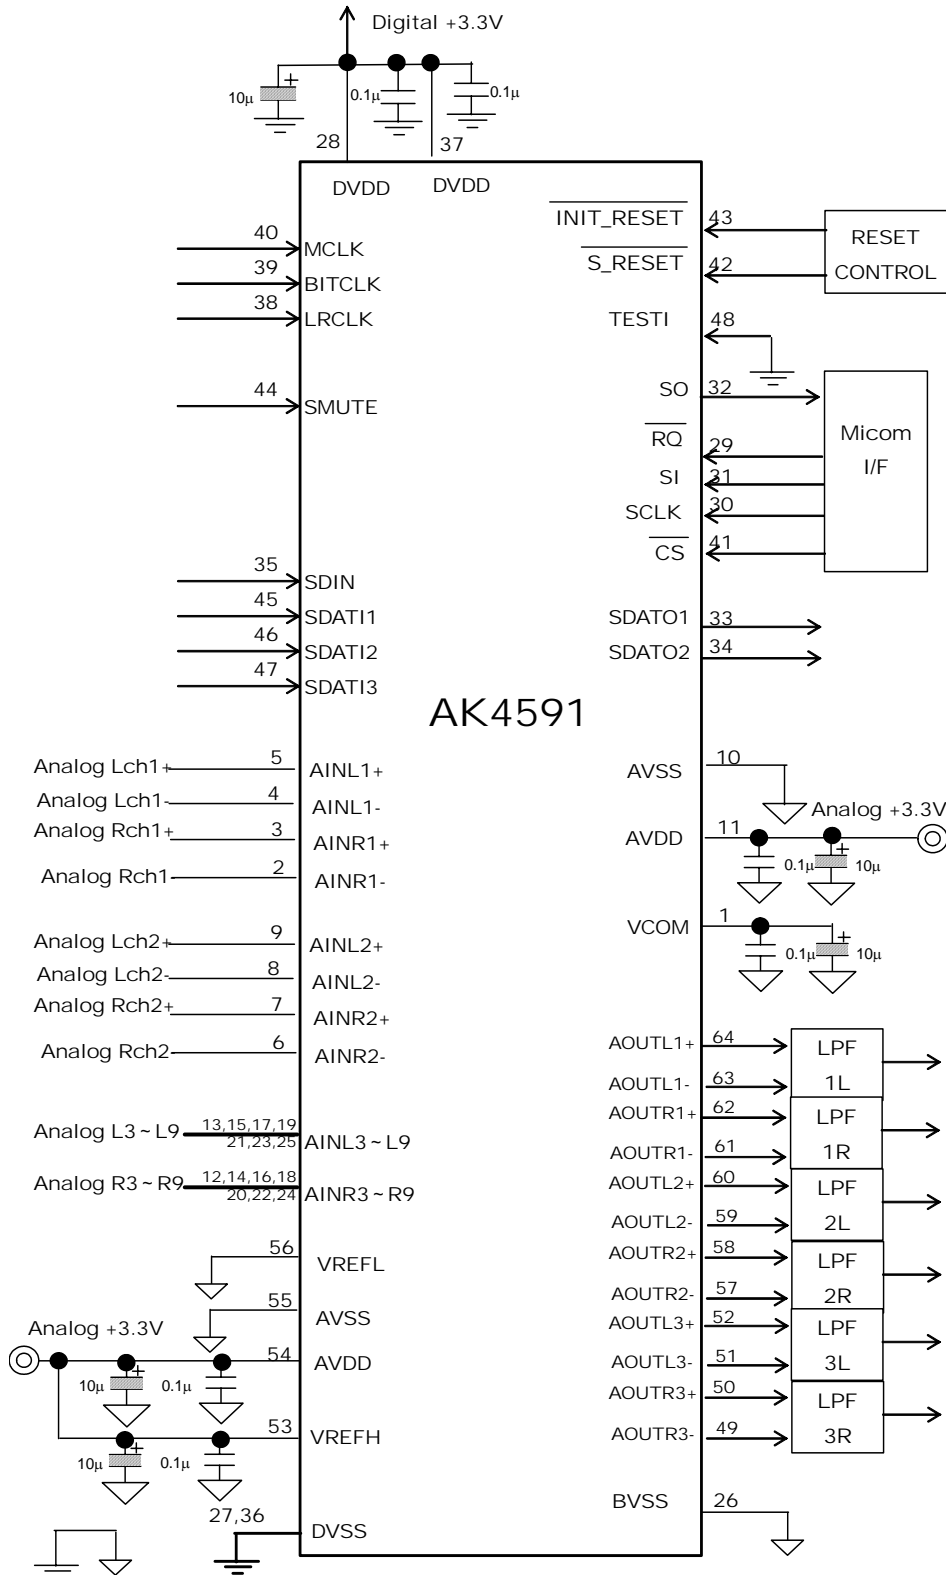 Digital +3.3V
10μ
+
0.1μ
0.1μ
28
37
DVDD
DVDD
40
MCLK
39
BITCLK
38
LRCLK
44
SMUTE
35
SDIN
45
SDATI1
46
SDATI2
47
SDATI3
INIT_RESET
43
S_RESET
42
RESET
CONTROL
TESTI
48
SO
32
RQ
29
SI
31
SCLK
30
CS
41
Micom
I/F
SDATO1
33
SDATO2
34
AK4591
Analog Lch1+
5
AINL1+
Analog Lch1-
4
AINL1-
Analog Rch1+
3
AINR1+
Analog Rch1-
2
AINR1-
Analog Lch2+
9
AINL2+
Analog Lch2-
8
AINL2-
Analog Rch2+
7
AINR2+
Analog Rch2-
6
AINR2-
Analog L3~L9
13,15,17,19
21,23,25
AINL3~L9
Analog R3~R9
12,14,16,18
20,22,24
AINR3~R9
AVSS
10
Analog +3.3V
AVDD
11
0.1μ
+
10μ
VCOM
1
0.1μ
+
10μ
AOUTL1+
64
AOUTL1-
63
LPF
1L
AOUTR1+
62
AOUTR1-
61
LPF
1R
AOUTL2+
60
AOUTL2-
59
LPF
2L
AOUTR2+
58
AOUTR2-
57
LPF
2R
AOUTL3+
52
AOUTL3-
51
LPF
3L
AOUTR3+
50
AOUTR3-
49
LPF
3R
56
VREFL
55
AVSS
Analog +3.3V
54
AVDD
10μ
+
0.1μ
53
VREFH
10μ
+
0.1μ
27,36
DVSS
BVSS
26